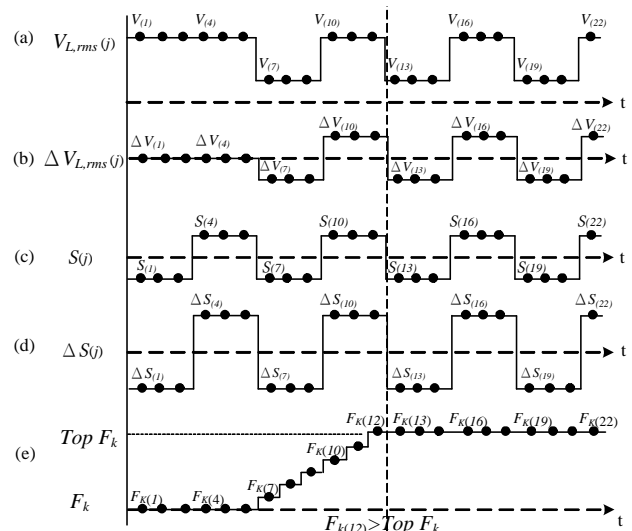 V(1) V(4) V(10) V(16) V(22)
(a) V_L,rms(j)
V(7) V(13) V(19)
t
ΔV(1) ΔV(4) ΔV(10) ΔV(16) ΔV(22)
(b) ΔV_L,rms(j) t
ΔV(7) ΔV(13) ΔV(19)
S(4) S(10) S(16) S(22)
(c) S(j) t
S(1) S(7) S(13) S(19)
ΔS(4) ΔS(10) ΔS(16) ΔS(22)
(d) ΔS(j) t
ΔS(1) ΔS(7) ΔS(13) ΔS(19)
F_K(12) F_K(13) F_K(16) F_K(19) F_K(22)
Top F_k
F_K(10)
(e)
F_K(7)
F_k F_K(1) F_K(4) t
F_k(12)>Top F_k